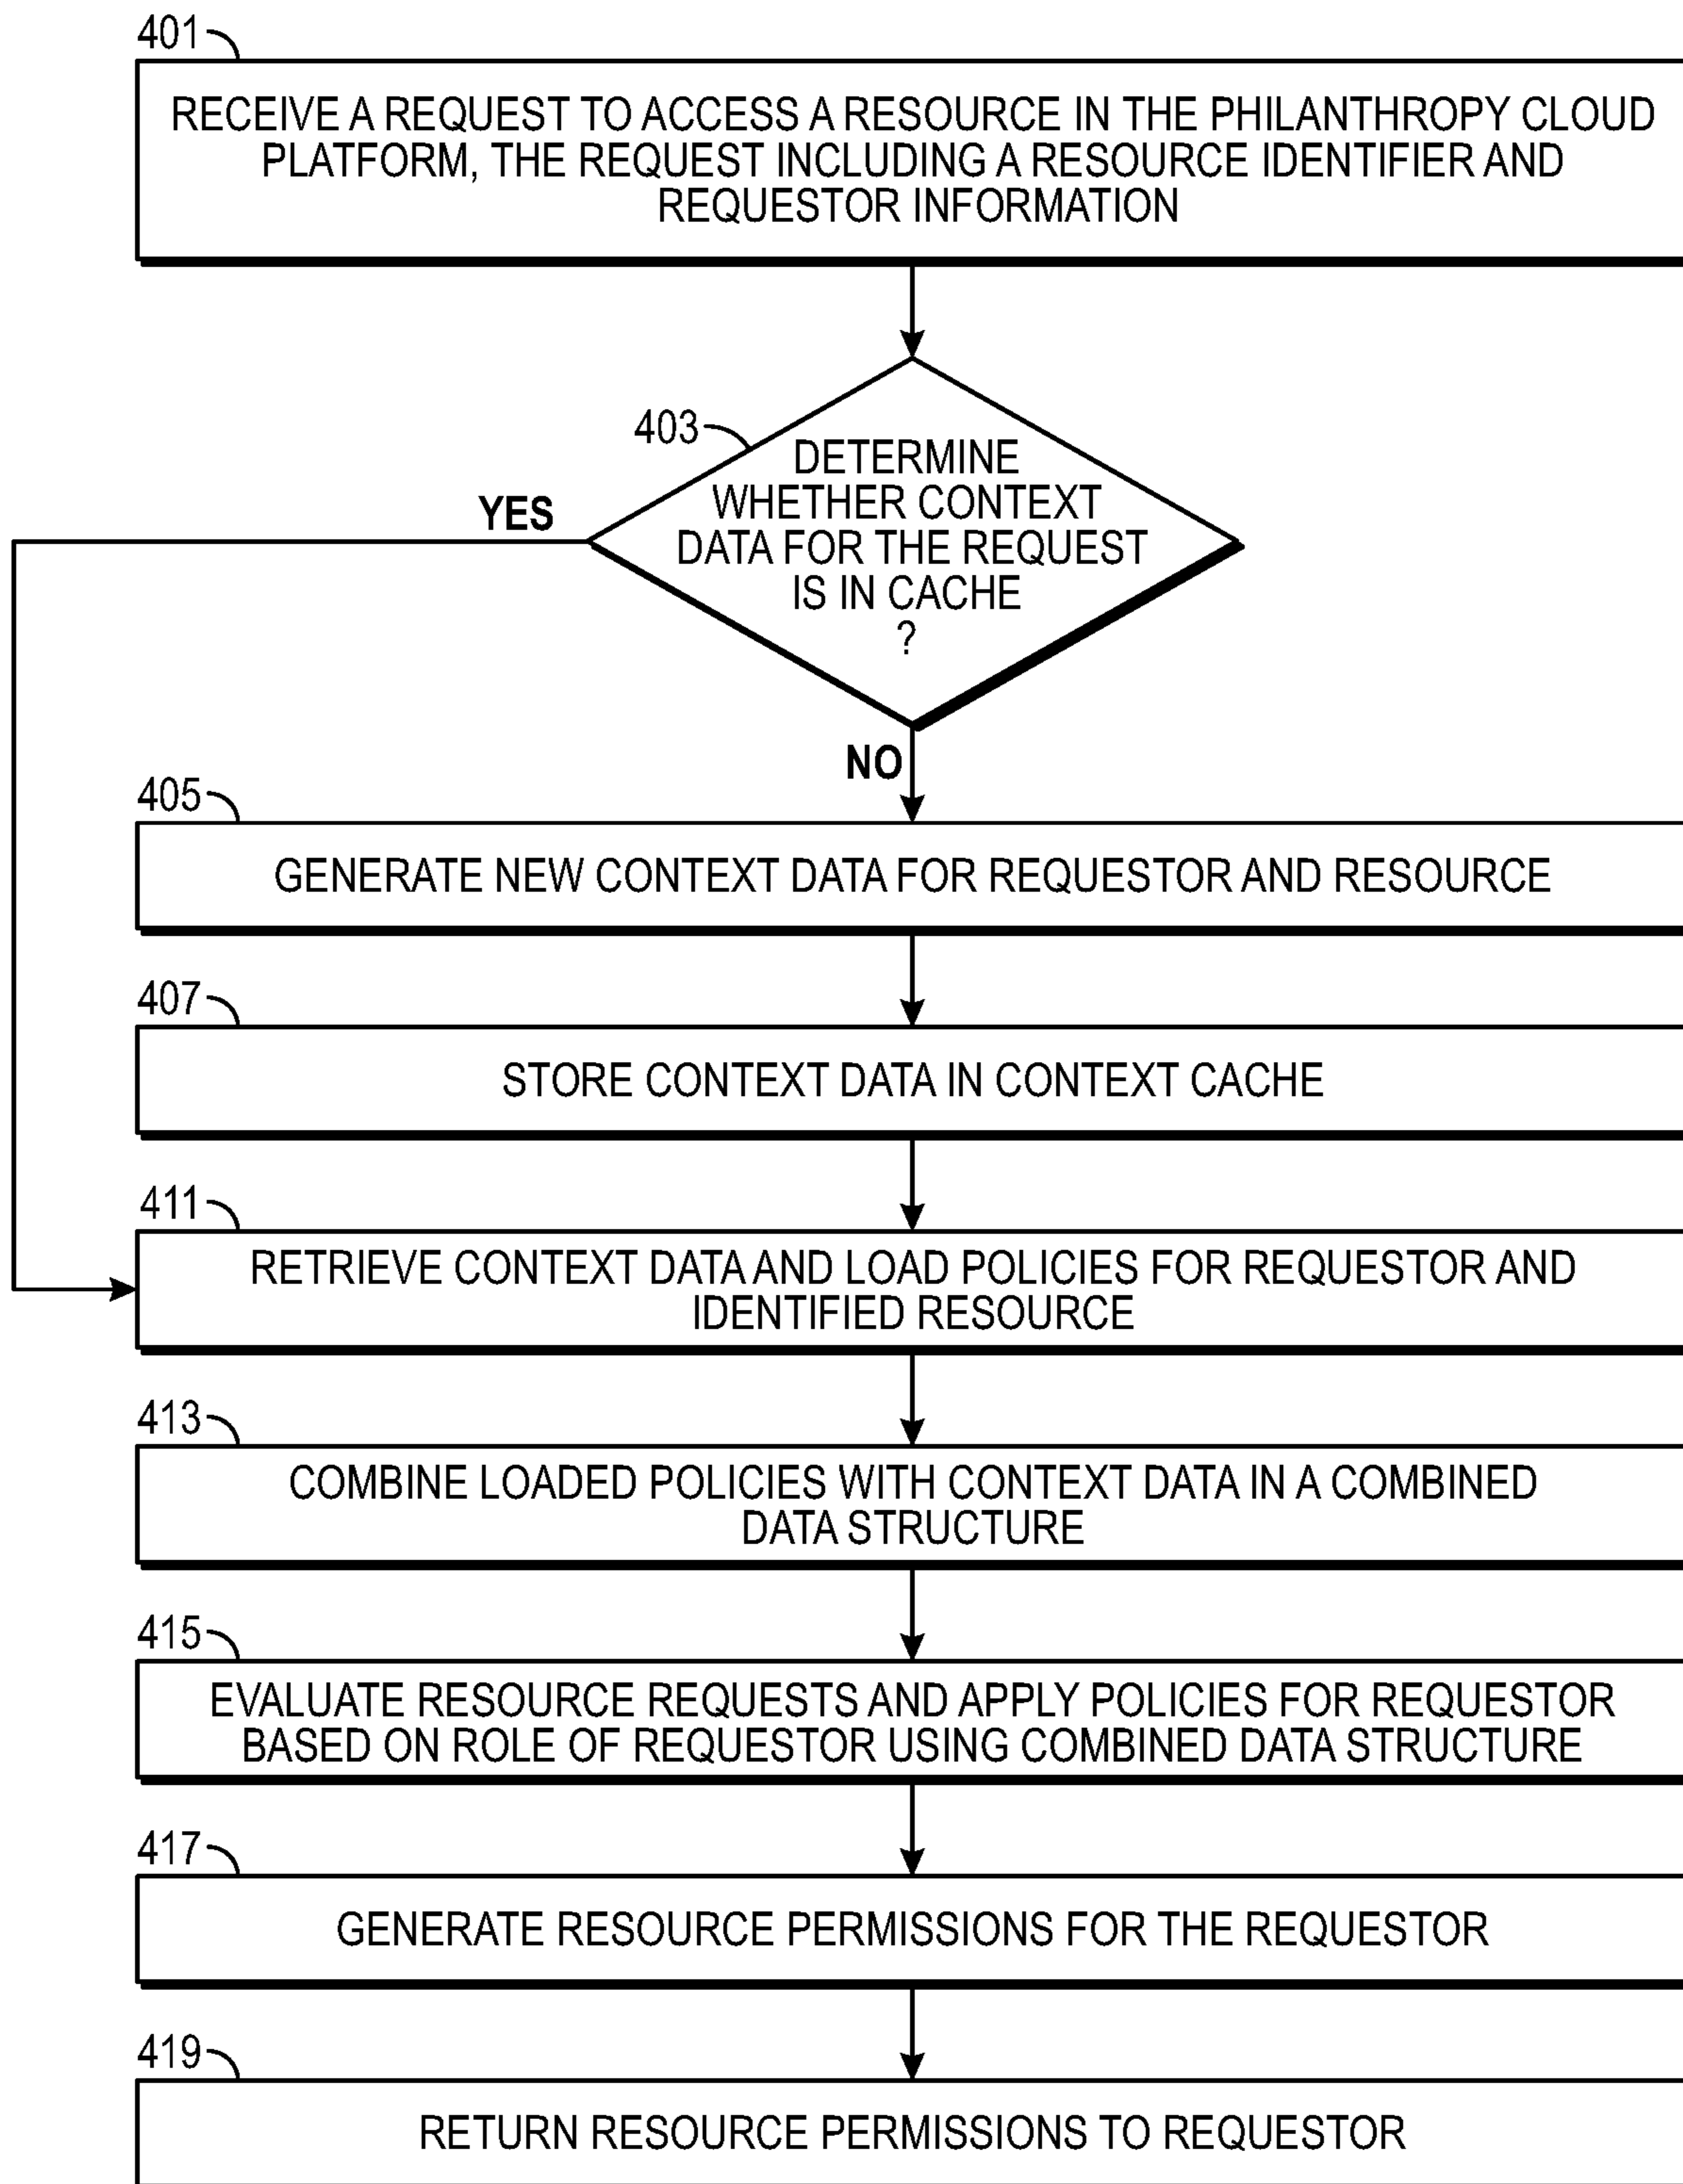 401
RECEIVE A REQUEST TO ACCESS A RESOURCE IN THE PHILANTHROPY CLOUD
PLATFORM, THE REQUEST INCLUDING A RESOURCE IDENTIFIER AND
REQUESTOR INFORMATION
403
DETERMINE
WHETHER CONTEXT
DATA FOR THE REQUEST
IS IN CACHE
?
YES
NO
405
GENERATE NEW CONTEXT DATA FOR REQUESTOR AND RESOURCE
407
STORE CONTEXT DATA IN CONTEXT CACHE
411
RETRIEVE CONTEXT DATA AND LOAD POLICIES FOR REQUESTOR AND
IDENTIFIED RESOURCE
413
COMBINE LOADED POLICIES WITH CONTEXT DATA IN A COMBINED
DATA STRUCTURE
415
EVALUATE RESOURCE REQUESTS AND APPLY POLICIES FOR REQUESTOR
BASED ON ROLE OF REQUESTOR USING COMBINED DATA STRUCTURE
417
GENERATE RESOURCE PERMISSIONS FOR THE REQUESTOR
419
RETURN RESOURCE PERMISSIONS TO REQUESTOR